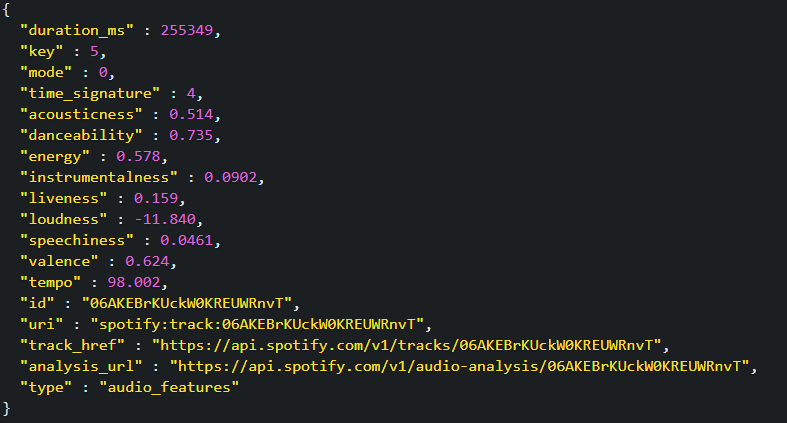 {
  "duration_ms" : 255349,
  "key" : 5,
  "mode" : 0,
  "time_signature" : 4,
  "acousticness" : 0.514,
  "danceability" : 0.735,
  "energy" : 0.578,
  "instrumentalness" : 0.0902,
  "liveness" : 0.159,
  "loudness" : -11.840,
  "speechiness" : 0.0461,
  "valence" : 0.624,
  "tempo" : 98.002,
  "id" : "06AKEBrKUckW0KREUWRnvT",
  "uri" : "spotify:track:06AKEBrKUckW0KREUWRnvT",
  "track_href" : "https://api.spotify.com/v1/tracks/06AKEBrKUckW0KREUWRnvT",
  "analysis_url" : "https://api.spotify.com/v1/audio-analysis/06AKEBrKUckW0KREUWRnvT",
  "type" : "audio_features"
}